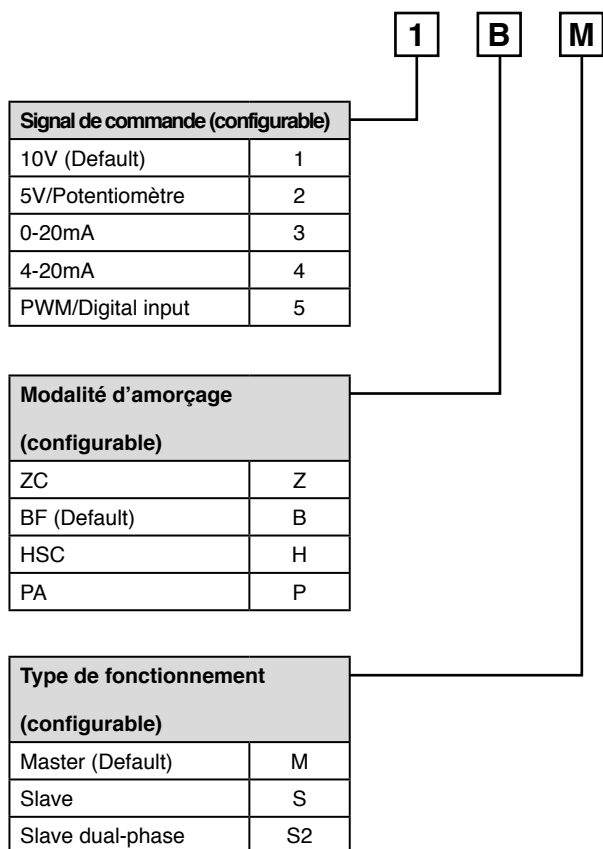 1 B M
Signal de commande (configurable)
10V (Default) 1
5V/Potentiomètre 2
0-20mA 3
4-20mA 4
PWM/Digital input 5
Modalité d’amorçage
(configurable)
ZC Z
BF (Default) B
HSC H
PA P
Type de fonctionnement
(configurable)
Master (Default) M
Slave S
Slave dual-phase S2